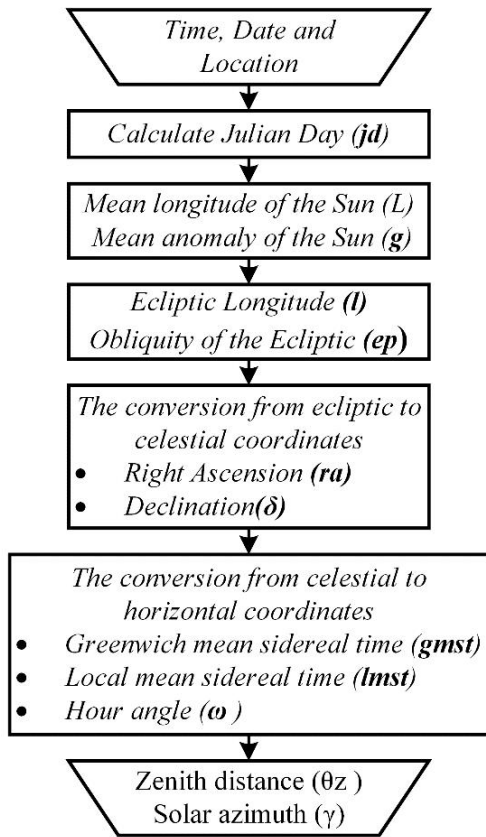 Time, Date and
Location
Calculate Julian Day (jd)
Mean longitude of the Sun (L)
Mean anomaly of the Sun (g)
Ecliptic Longitude (l)
Obliquity of the Ecliptic (ep)
The conversion from ecliptic to
celestial coordinates
• Right Ascension (ra)
• Declination(δ)
The conversion from celestial to
horizontal coordinates
• Greenwich mean sidereal time (gmst)
• Local mean sidereal time (lmst)
• Hour angle (ω )
Zenith distance (θz )
Solar azimuth (γ)